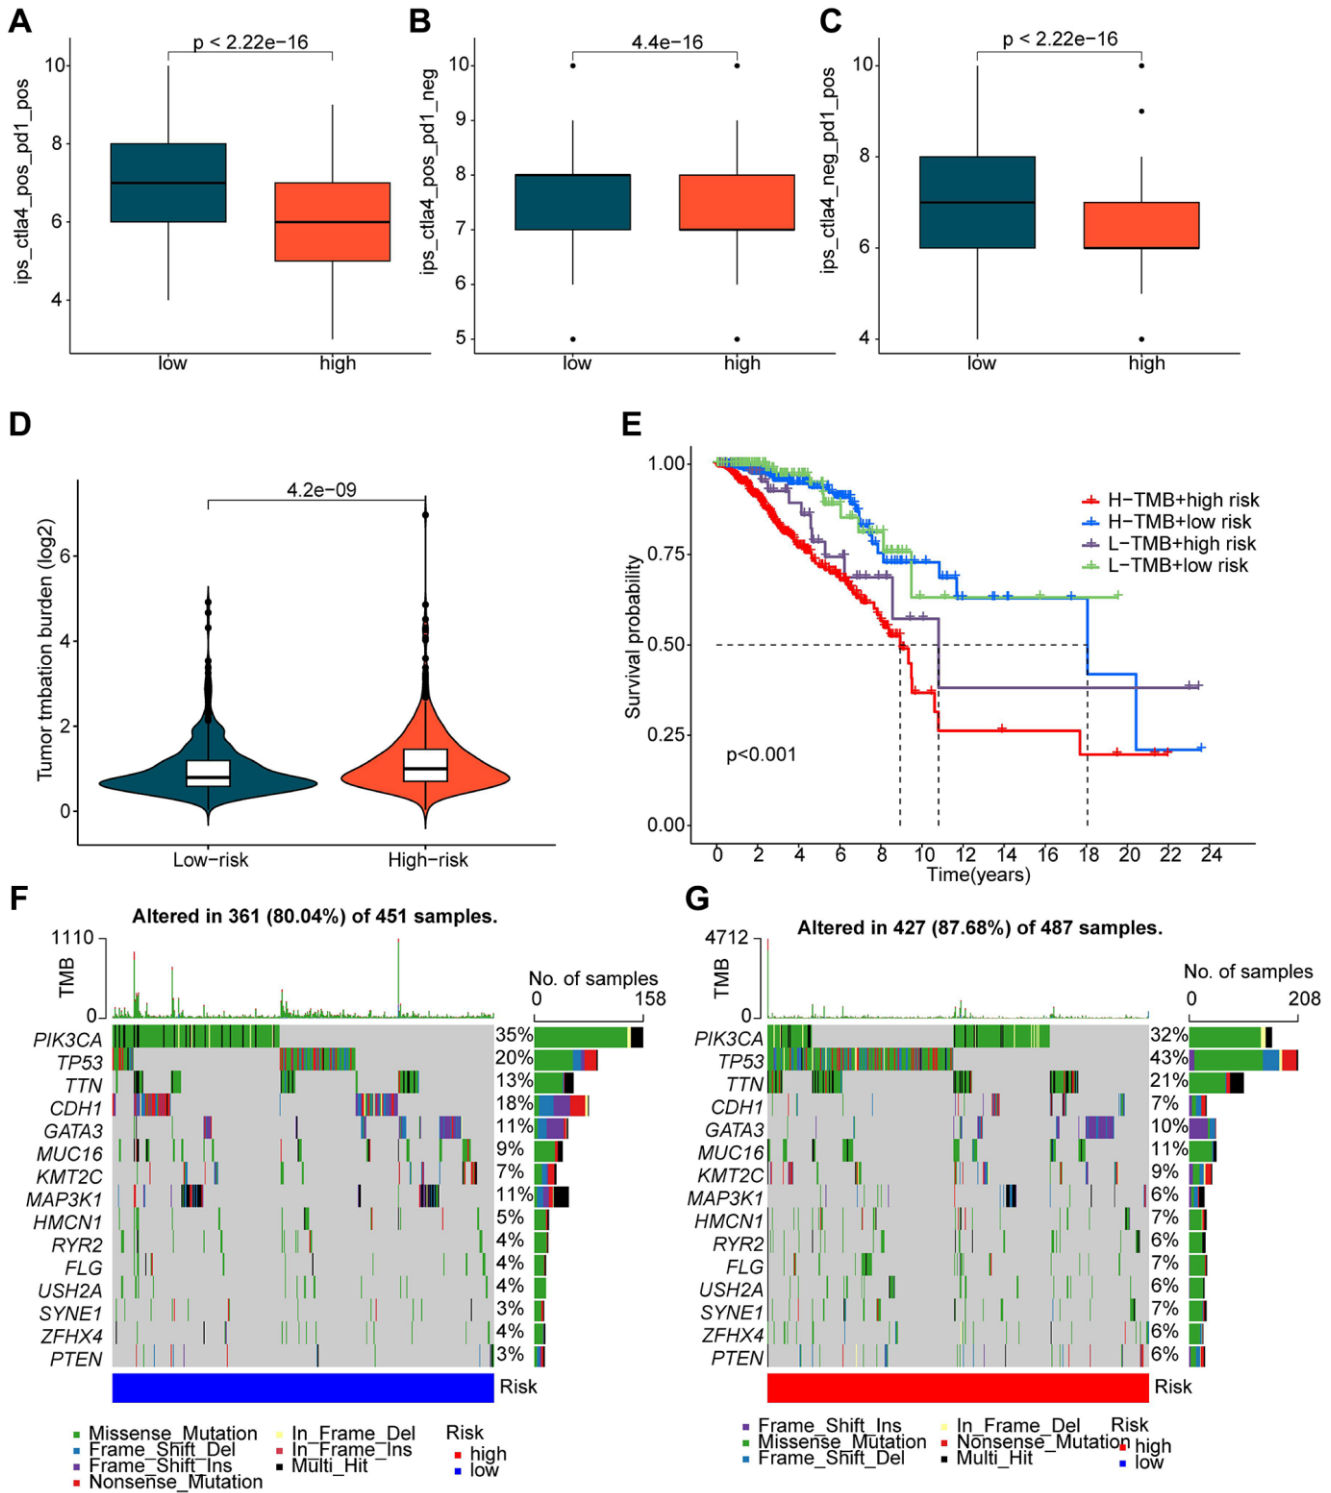 A
p < 2.22e−16
ips_ctla4_pos_pd1_pos
10
8
6
4
low
high
B
4.4e−16
ips_ctla4_pos_pd1_neg
10
9
8
7
6
5
low
high
C
p < 2.22e−16
ips_ctla4_neg_pd1_pos
10
8
6
4
low
high
D
4.2e−09
Tumor tmbation burden (log2)
6
4
2
0
Low−risk
High−risk
E
Survival probability
1.00
0.75
0.50
0.25
0.00
H−TMB+high risk
H−TMB+low risk
L−TMB+high risk
L−TMB+low risk
p<0.001
0 2 4 6 8 10 12 14 16 18 20 22 24
Time(years)
F
Altered in 361 (80.04%) of 451 samples.
1110
TMB
0
No. of samples
0 158
PIK3CA 35%
TP53 20%
TTN 13%
CDH1 18%
GATA3 11%
MUC16 9%
KMT2C 7%
MAP3K1 11%
HMCN1 5%
RYR2 4%
FLG 4%
USH2A 4%
SYNE1 3%
ZFHX4 4%
PTEN 3%
Risk
Missense_Mutation
Frame_Shift_Del
Frame_Shift_Ins
Nonsense_Mutation
In_Frame_Del
In_Frame_Ins
Multi_Hit
Risk
high
low
G
Altered in 427 (87.68%) of 487 samples.
4712
TMB
0
No. of samples
0 208
PIK3CA 32%
TP53 43%
TTN 21%
CDH1 7%
GATA3 10%
MUC16 11%
KMT2C 9%
MAP3K1 6%
HMCN1 7%
RYR2 6%
FLG 7%
USH2A 6%
SYNE1 7%
ZFHX4 6%
PTEN 6%
Risk
Frame_Shift_Ins
Missense_Mutation
Frame_Shift_Del
In_Frame_Del
Nonsense_Mutation
Multi_Hit
Risk
high
low